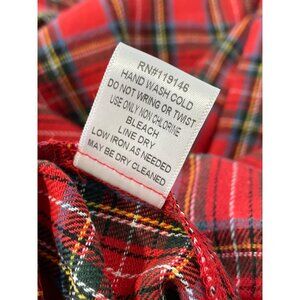 RN#119146
HAND WASH COLD
DO NOT WRING OR TWIST
USE ONLY NON CHLORINE
BLEACH
LINE DRY
LOW IRON AS NEEDED
MAY BE DRY CLEANED